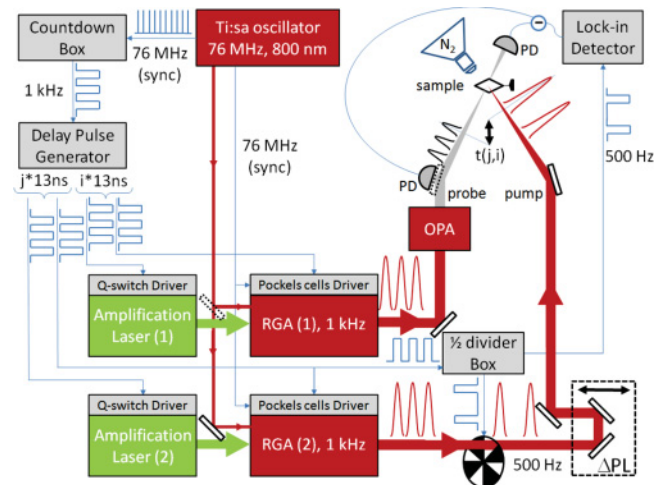 Countdown
Box
76 MHz
(sync)
Ti:sa oscillator
76 MHz, 800 nm
N2
PD
Lock-in
Detector
1 kHz
sample
Delay Pulse
Generator
76 MHz
(sync)
t(j,i)
500 Hz
j*13ns
i*13ns
PD
probe
pump
OPA
Q-switch Driver
Amplification
Laser (1)
Pockels cells Driver
RGA (1), 1 kHz
½ divider
Box
Q-switch Driver
Amplification
Laser (2)
Pockels cells Driver
RGA (2), 1 kHz
500 Hz
ΔPL